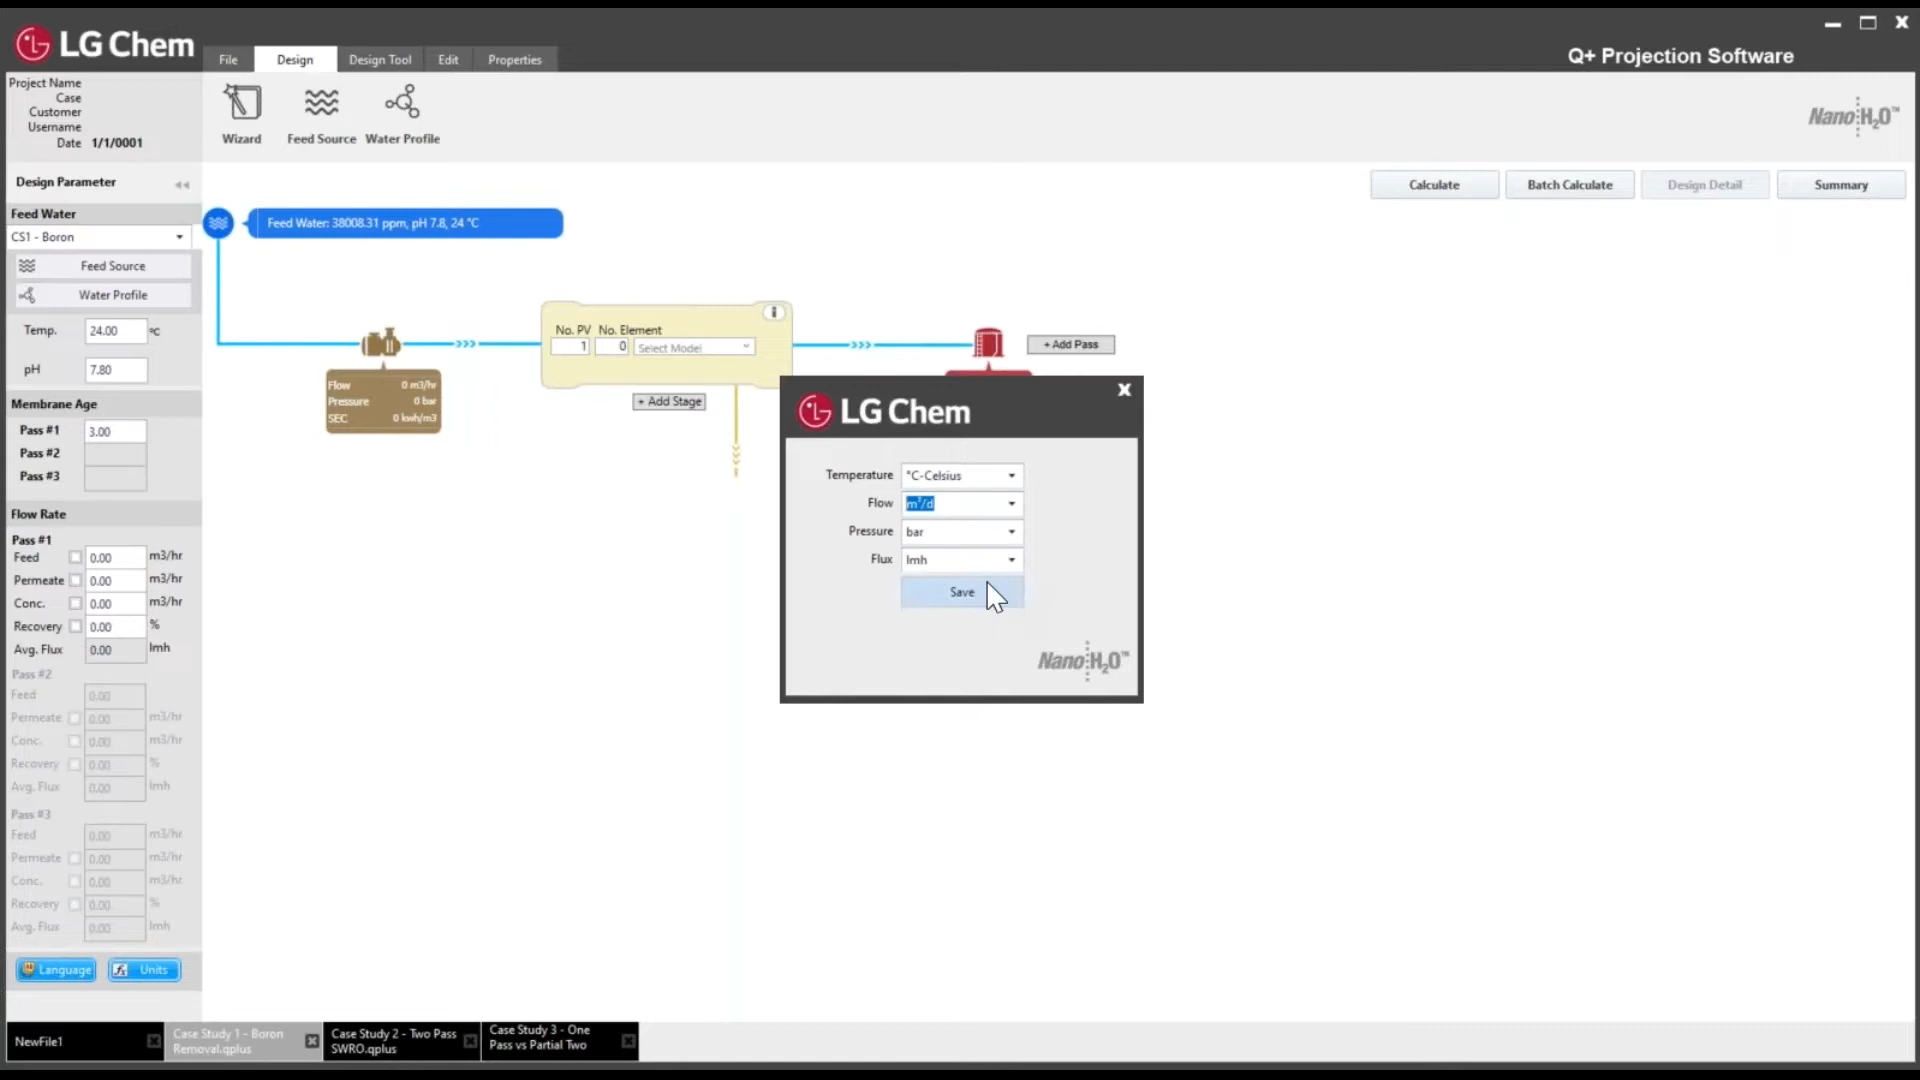 LG Chem
File
Design
Design Tool
Edit
Properties
Q+ Projection Software
Project Name
Case
Customer
Username
Date 1/1/0001
Wizard
Feed Source
Water Profile
NanoH₂O™
Design Parameter
Calculate
Batch Calculate
Design Detail
Summary
Feed Water
CS1 - Boron
Feed Source
Water Profile
Temp. 24.00 °C
pH 7.80
Feed Water: 38008.31 ppm, pH 7.8, 24 °C
No. PV No. Element
1 0 Select Model
i
+ Add Pass
+ Add Stage
Flow 0 m3/hr
Pressure 0 bar
SEC 0 kwh/m3
Membrane Age
Pass #1 3.00
Pass #2
Pass #3
Flow Rate
Pass #1
Feed 0.00 m3/hr
Permeate 0.00 m3/hr
Conc. 0.00 m3/hr
Recovery 0.00 %
Avg. Flux 0.00 lmh
Pass #2
Feed 0.00
Permeate 0.00 m3/hr
Conc. 0.00 m3/hr
Recovery 0.00 %
Avg. Flux 0.00 lmh
Pass #3
Feed 0.00 m3/hr
Permeate 0.00 m3/hr
Conc. 0.00 m3/hr
Recovery 0.00 %
Avg. Flux 0.00 lmh
Language
Units
LG Chem
X
Temperature °C-Celsius
Flow m³/d
Pressure bar
Flux lmh
Save
NanoH₂O™
NewFile1
Case Study 1 - Boron
Removal.qplus
Case Study 2 - Two Pass
SWRO.qplus
Case Study 3 - One
Pass vs Partial Two